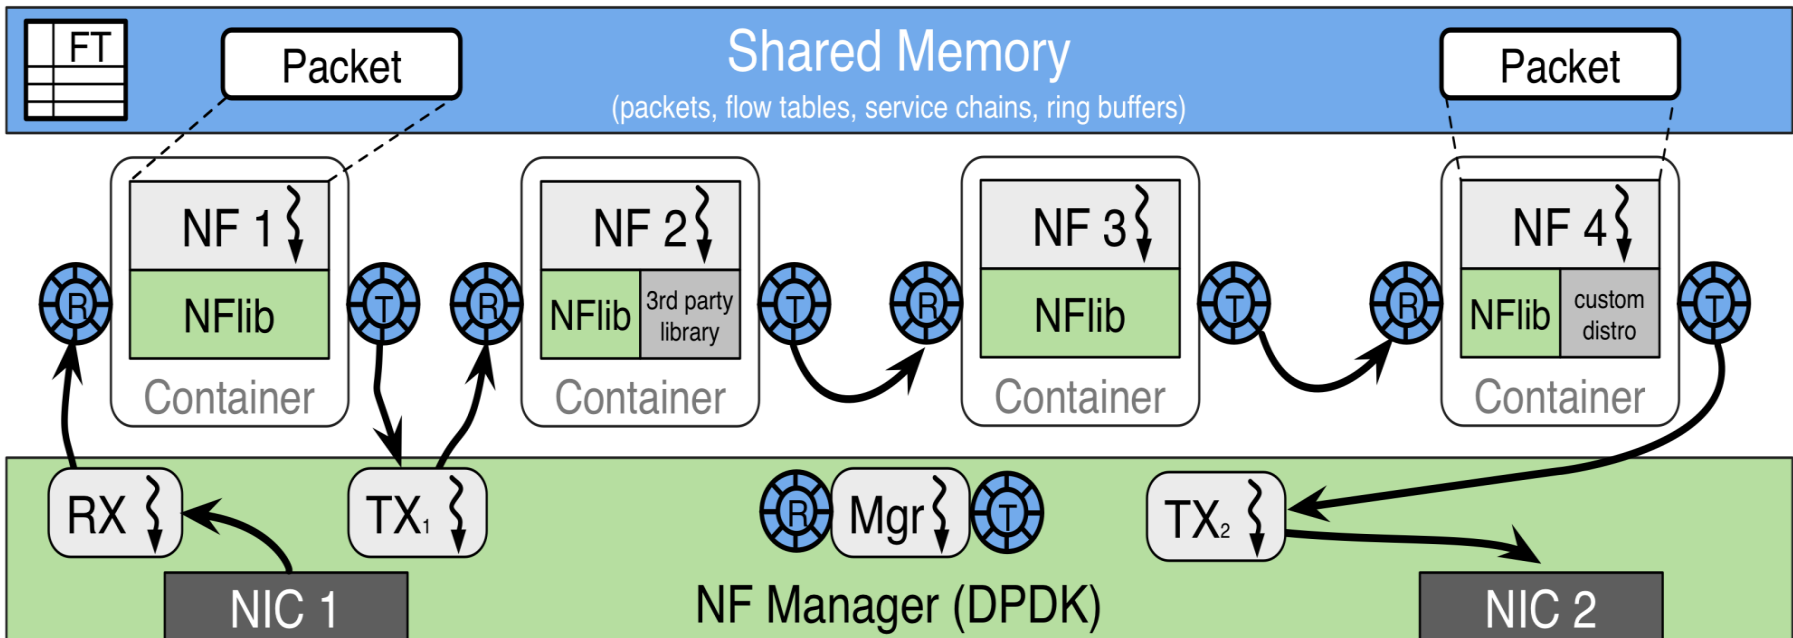 FT
Packet
Shared Memory
(packets, flow tables, service chains, ring buffers)
Packet
NF 1
NF 2
NF 3
NF 4
R
NFlib
T
R
NFlib
3rd party
library
T
R
NFlib
T
R
NFlib
custom
distro
T
Container
Container
Container
Container
RX
TX1
R
Mgr
T
TX2
NIC 1
NF Manager (DPDK)
NIC 2